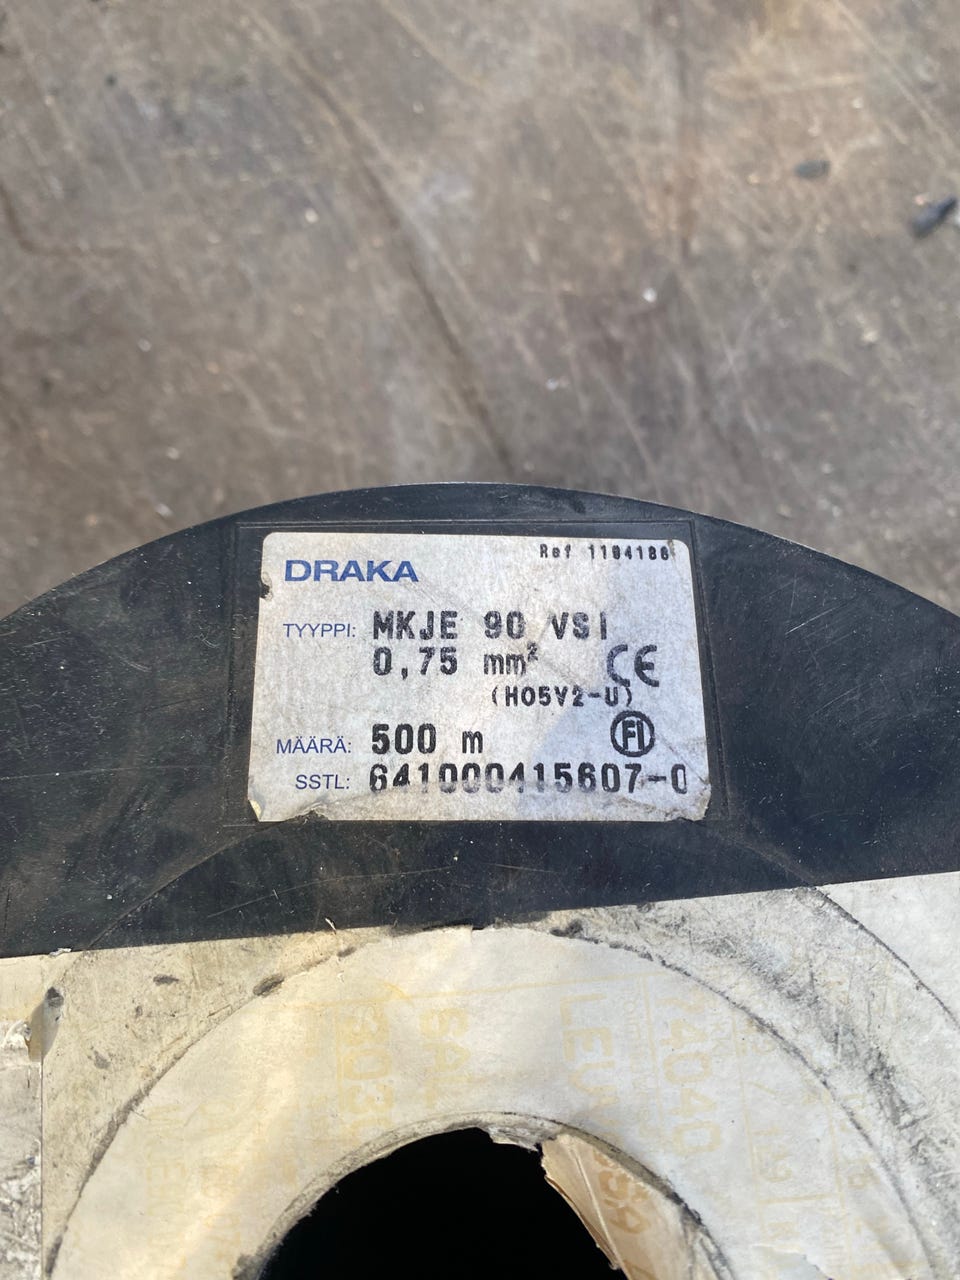 Ref 1194186
DRAKA
TYYPPI: MKJE 90 VSI
0,75 mm²
CE
(H05V2-U)
FI
MÄÄRÄ: 500 m
SSTL: 641000415607-0